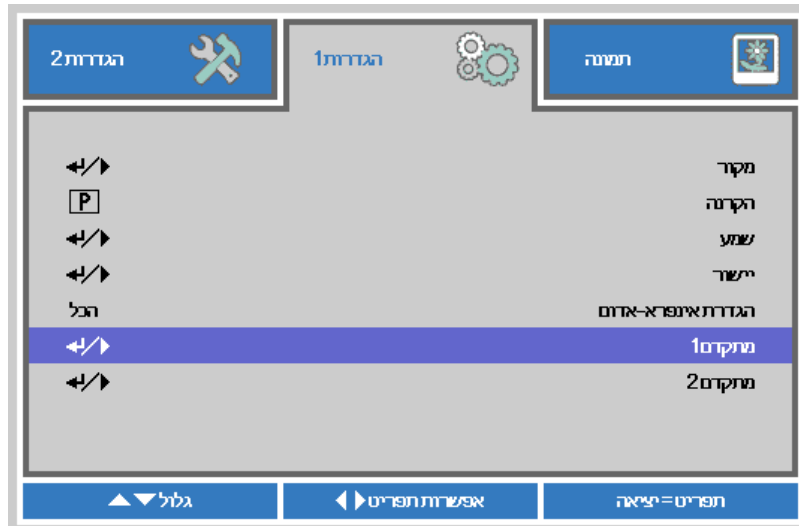 תמונה
הגדרות1
הגדרות2
מקור
הקרנה P
שמע
יישור
הגדרת אינפרא-אדום הכל
מתקדם1
מתקדם2
תפריט=יציאה
אפשרות תפריט
גלול